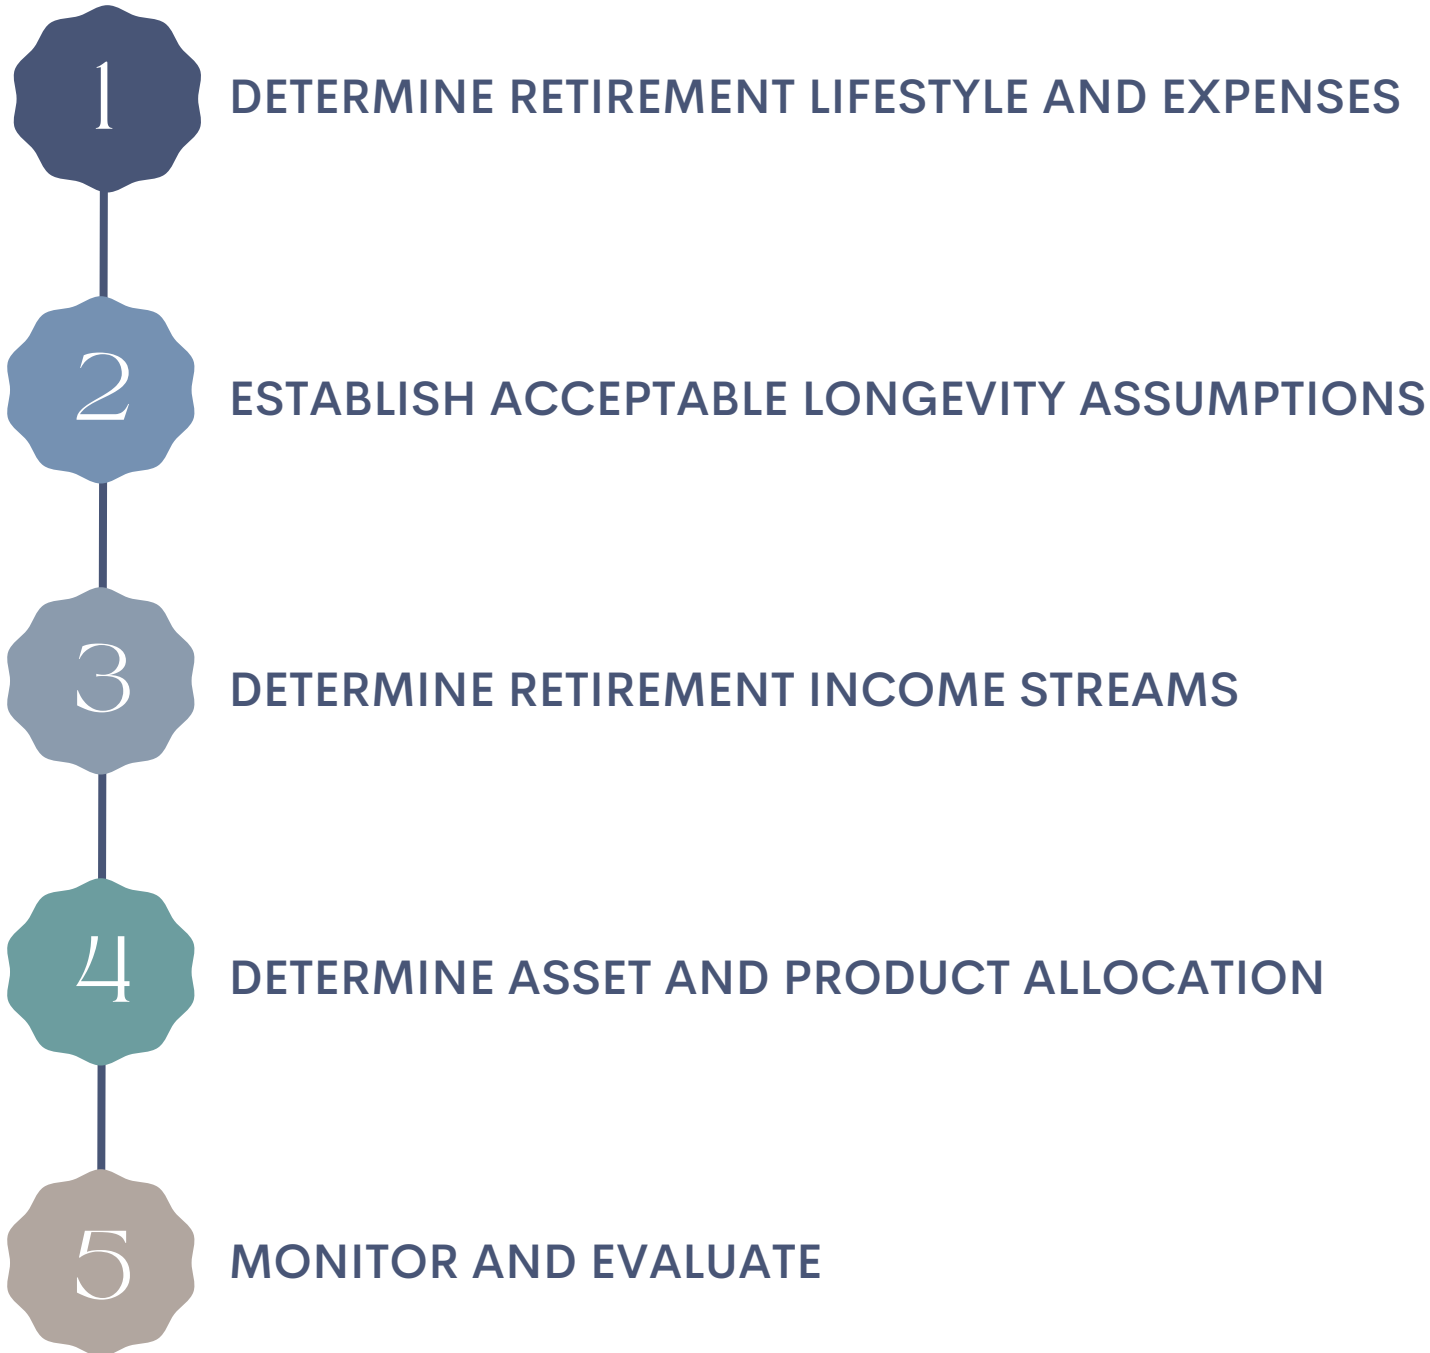 1
DETERMINE RETIREMENT LIFESTYLE AND EXPENSES
2
ESTABLISH ACCEPTABLE LONGEVITY ASSUMPTIONS
3
DETERMINE RETIREMENT INCOME STREAMS
4
DETERMINE ASSET AND PRODUCT ALLOCATION
5
MONITOR AND EVALUATE